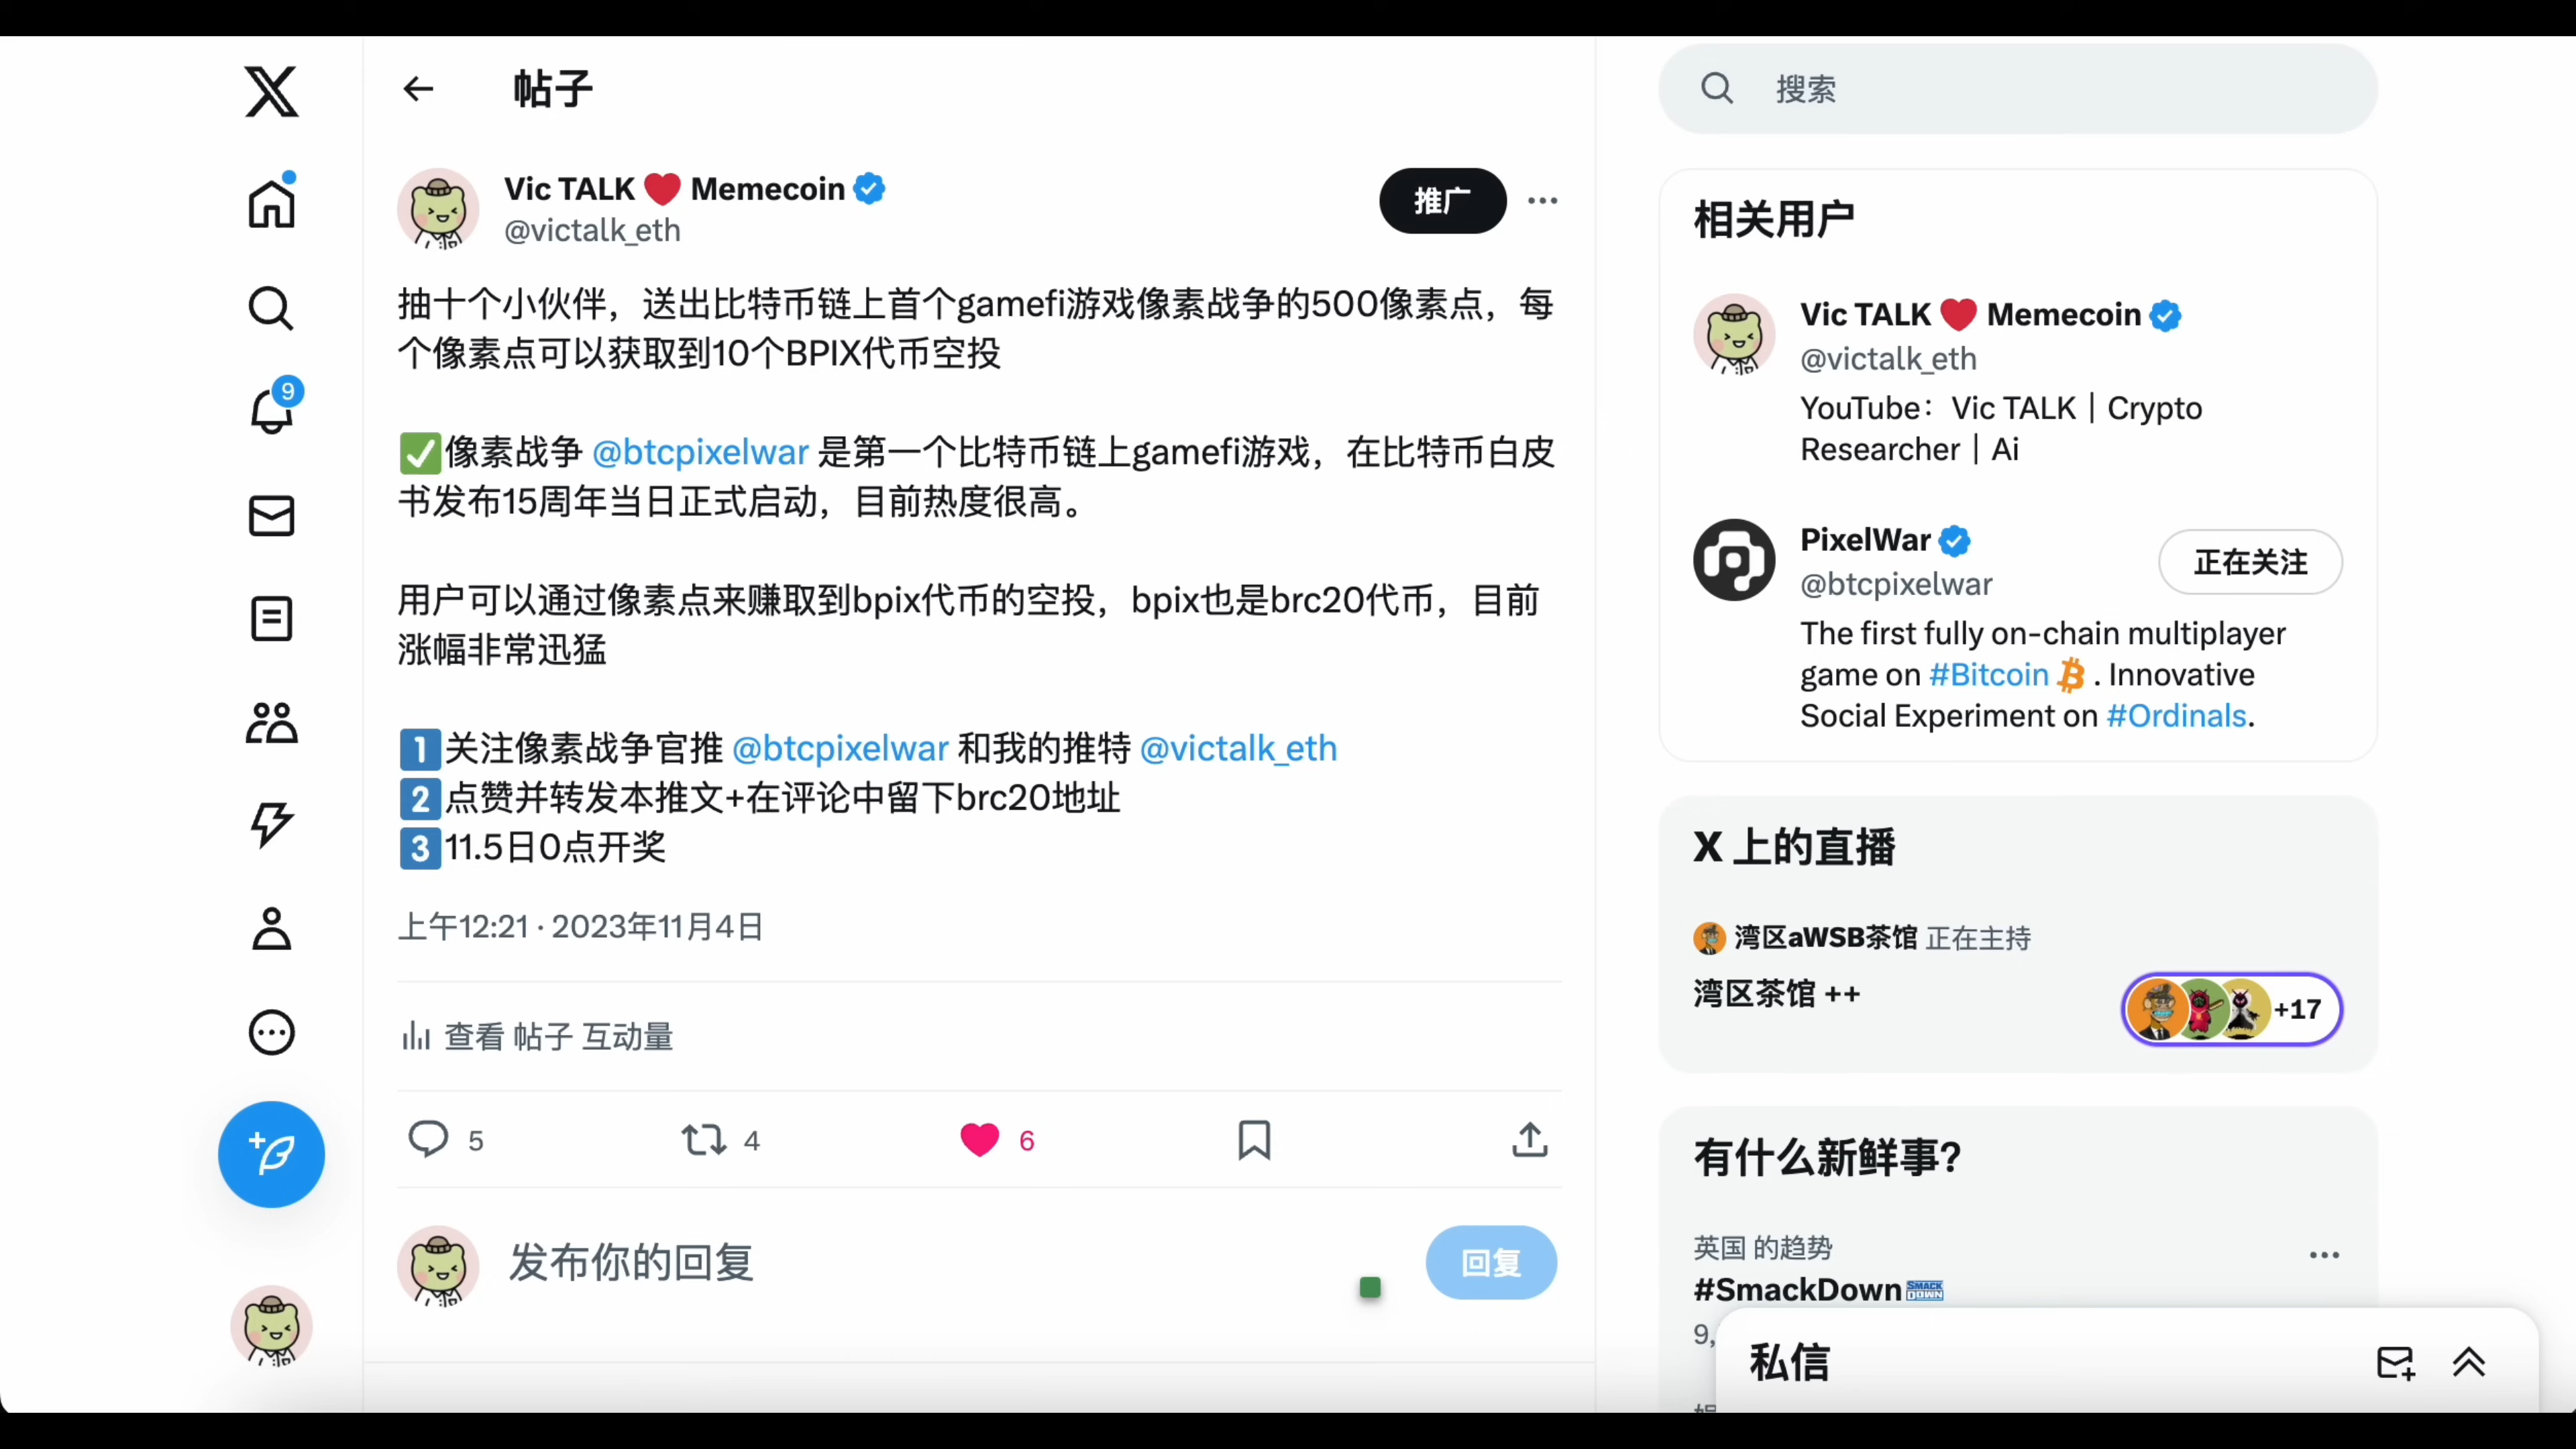 帖子
Vic TALK ❤️ Memecoin
@victalk_eth
推广
抽十个小伙伴，送出比特币链上首个gamefi游戏像素战争的500像素点，每
个像素点可以获取到10个BPIX代币空投
✅像素战争 @btcpixelwar 是第一个比特币链上gamefi游戏，在比特币白皮
书发布15周年当日正式启动，目前热度很高。
用户可以通过像素点来赚取到bpix代币的空投，bpix也是brc20代币，目前
涨幅非常迅猛
1️⃣关注像素战争官推 @btcpixelwar 和我的推特 @victalk_eth
2️⃣点赞并转发本推文+在评论中留下brc20地址
3️⃣11.5日0点开奖
上午12:21 · 2023年11月4日
查看 帖子 互动量
5
4
6
发布你的回复
回复
9
搜索
相关用户
Vic TALK ❤️ Memecoin
@victalk_eth
YouTube：Vic TALK｜Crypto
Researcher｜Ai
PixelWar
@btcpixelwar
正在关注
The first fully on-chain multiplayer
game on #Bitcoin . Innovative
Social Experiment on #Ordinals.
X 上的直播
湾区aWSB茶馆 正在主持
湾区茶馆 ++
+17
有什么新鲜事?
英国 的趋势
#SmackDown
SMACK DOWN
9,
私信